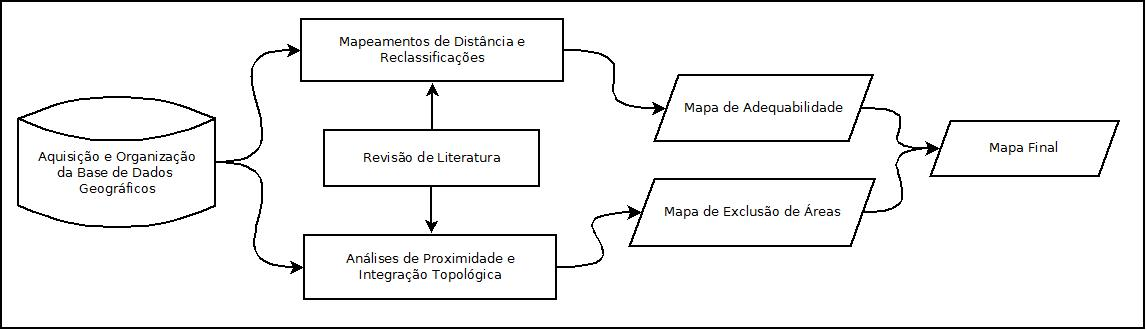 Aquisição e Organização
da Base de Dados
Geográficos
Mapeamentos de Distância e
Reclassificações
Revisão de Literatura
Análises de Proximidade e
Integração Topológica
Mapa de Adequabilidade
Mapa de Exclusão de Áreas
Mapa Final